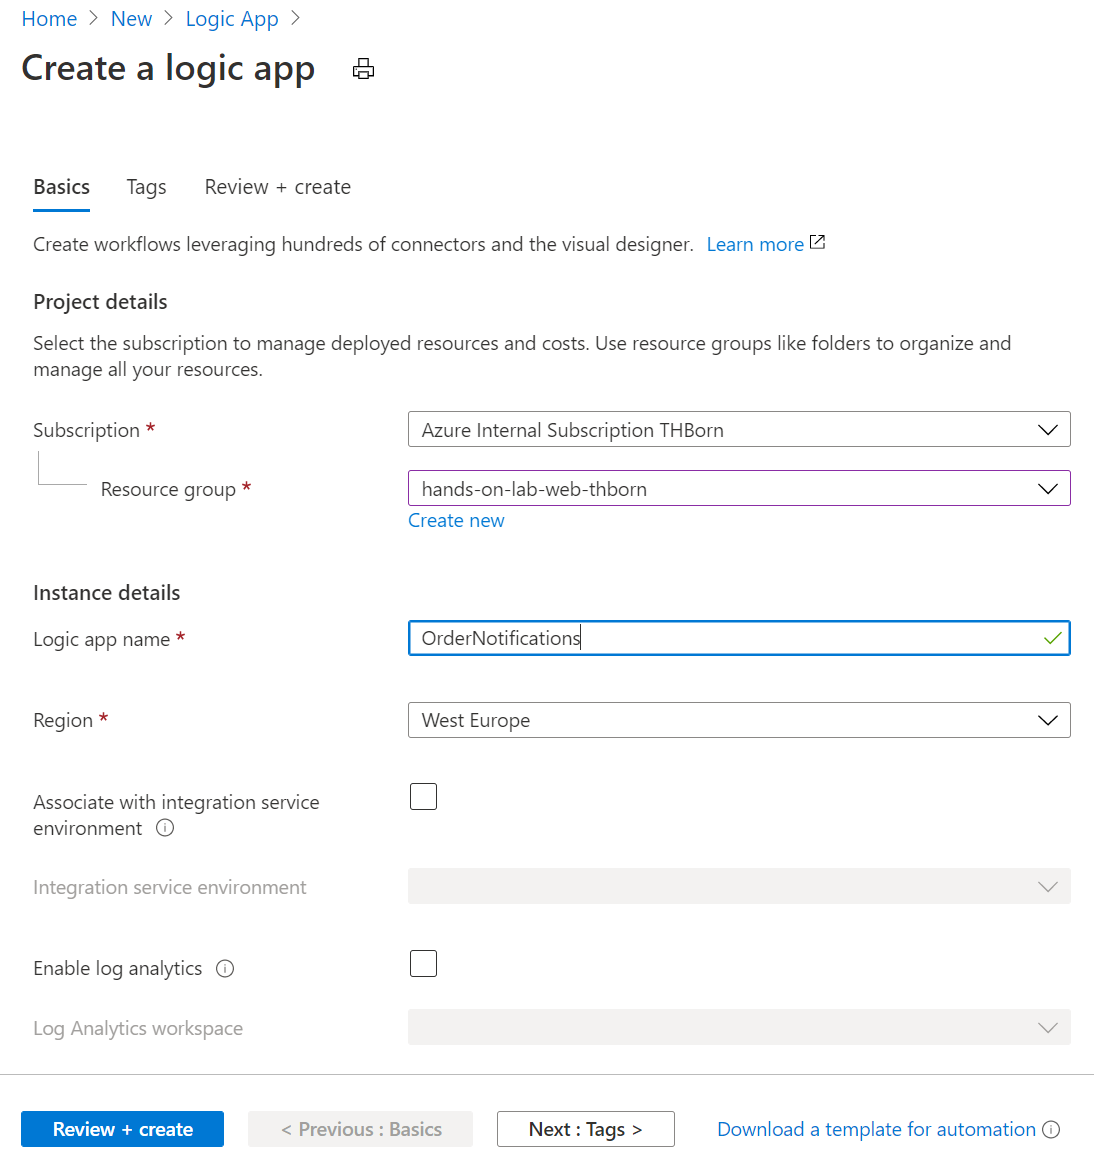 Home > New > Logic App >
Create a logic app
Basics Tags Review + create
Create workflows leveraging hundreds of connectors and the visual designer. Learn more
Project details
Select the subscription to manage deployed resources and costs. Use resource groups like folders to organize and
manage all your resources.
Subscription * Azure Internal Subscription THBorn
Resource group * hands-on-lab-web-thborn
Create new
Instance details
Logic app name * OrderNotifications
Region * West Europe
Associate with integration service
environment
Integration service environment
Enable log analytics
Log Analytics workspace
Review + create < Previous : Basics Next : Tags > Download a template for automation